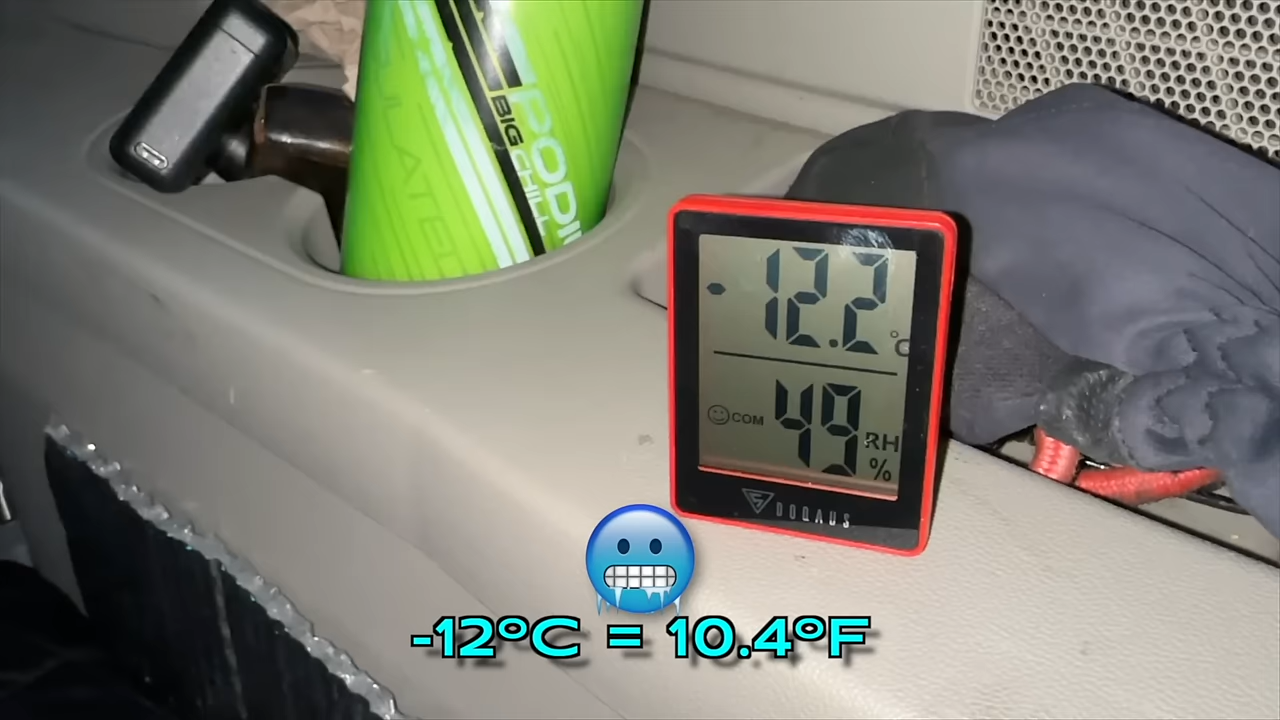 PODI
BIG CHILL
-12.2 °C
COM 49 RH %
DOQAUS
-12°C = 10.4°F